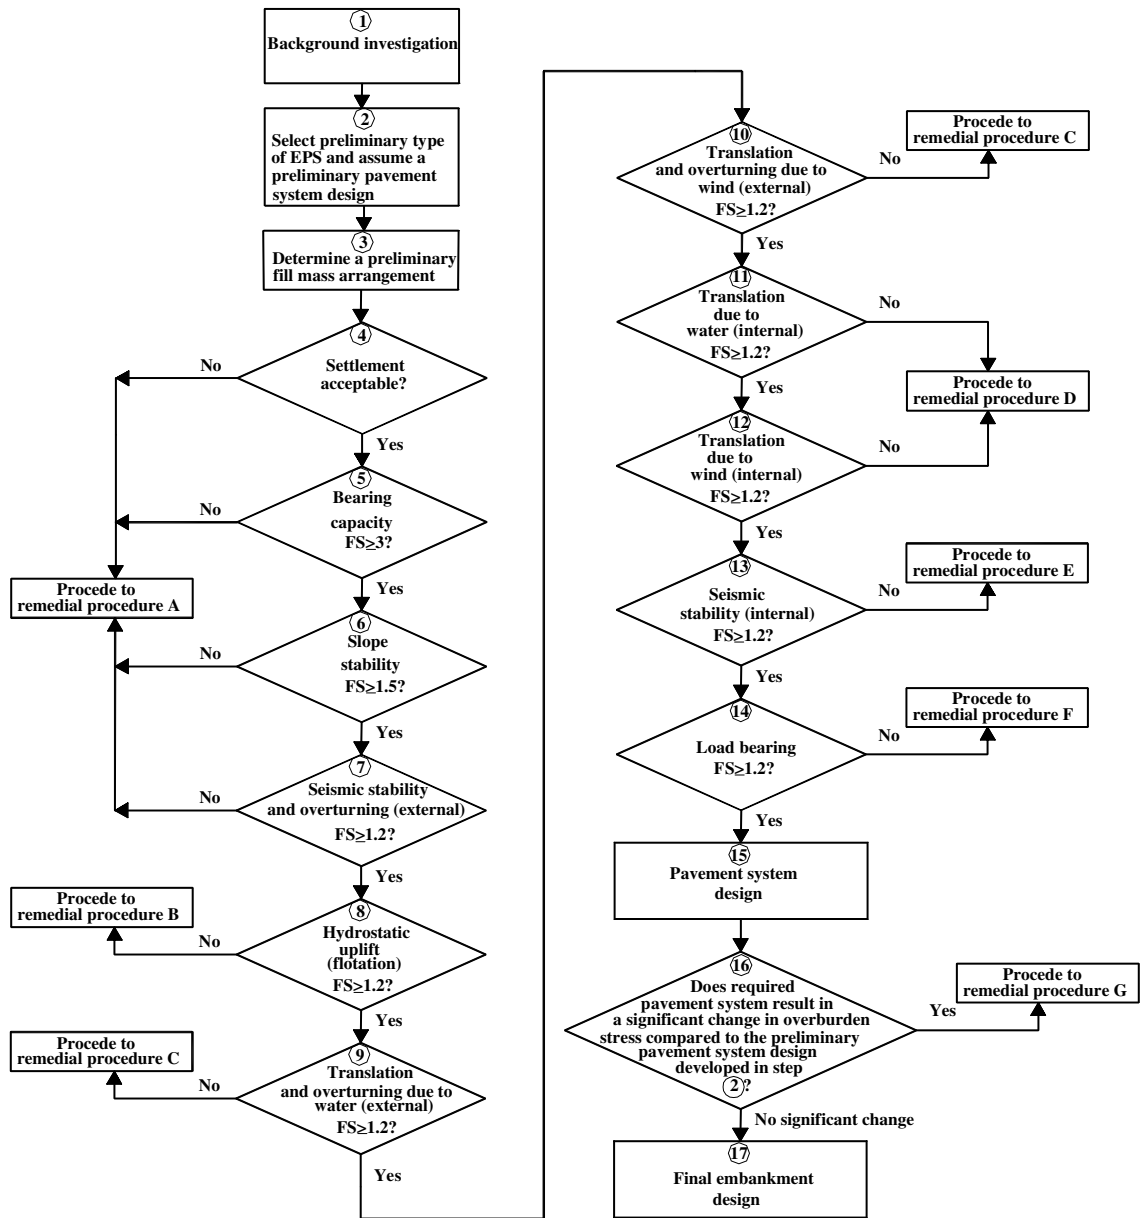 1
Background investigation
2
Select preliminary type
of EPS and assume a
preliminary pavement
system design
3
Determine a preliminary
fill mass arrangement
4
Settlement
acceptable?
No
Yes
5
Bearing
capacity
FS≥3?
No
Yes
Procede to
remedial procedure A
6
Slope
stability
FS≥1.5?
No
Yes
7
Seismic stability
and overturning (external)
FS≥1.2?
No
Yes
Procede to
remedial procedure B
8
Hydrostatic
uplift
(flotation)
FS≥1.2?
No
Yes
Procede to
remedial procedure C
9
Translation
and overturning due to
water (external)
FS≥1.2?
No
Yes
10
Translation
and overturning due to
wind (external)
FS≥1.2?
No
Procede to
remedial procedure C
Yes
11
Translation
due to
water (internal)
FS≥1.2?
No
Yes
Procede to
remedial procedure D
12
Translation
due to
wind (internal)
FS≥1.2?
No
Yes
13
Seismic
stability (internal)
FS≥1.2?
No
Procede to
remedial procedure E
Yes
14
Load bearing
FS≥1.2?
No
Procede to
remedial procedure F
Yes
15
Pavement system
design
16
Does required
pavement system result in
a significant change in overburden
stress compared to the preliminary
pavement system design
developed in step
2 ?
Yes
Procede to
remedial procedure G
No significant change
17
Final embankment
design